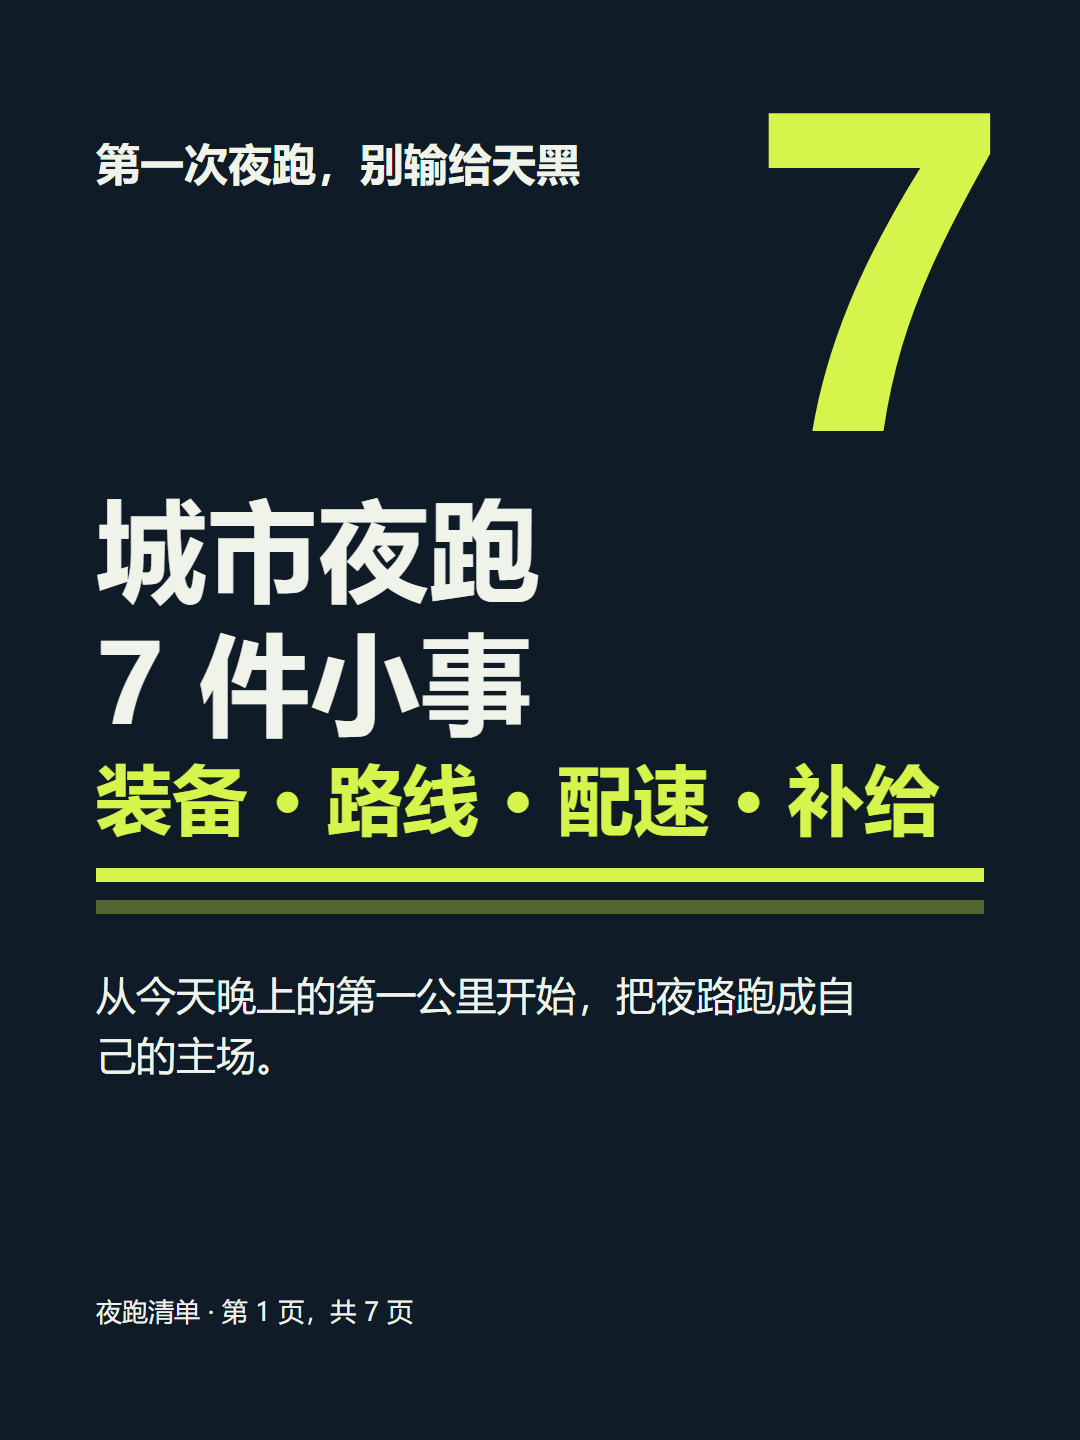 第一次夜跑，别输给天黑
7
城市夜跑
7 件小事
装备・路线・配速・补给
从今天晚上的第一公里开始，把夜路跑成自
己的主场。
夜跑清单 · 第 1 页，共 7 页